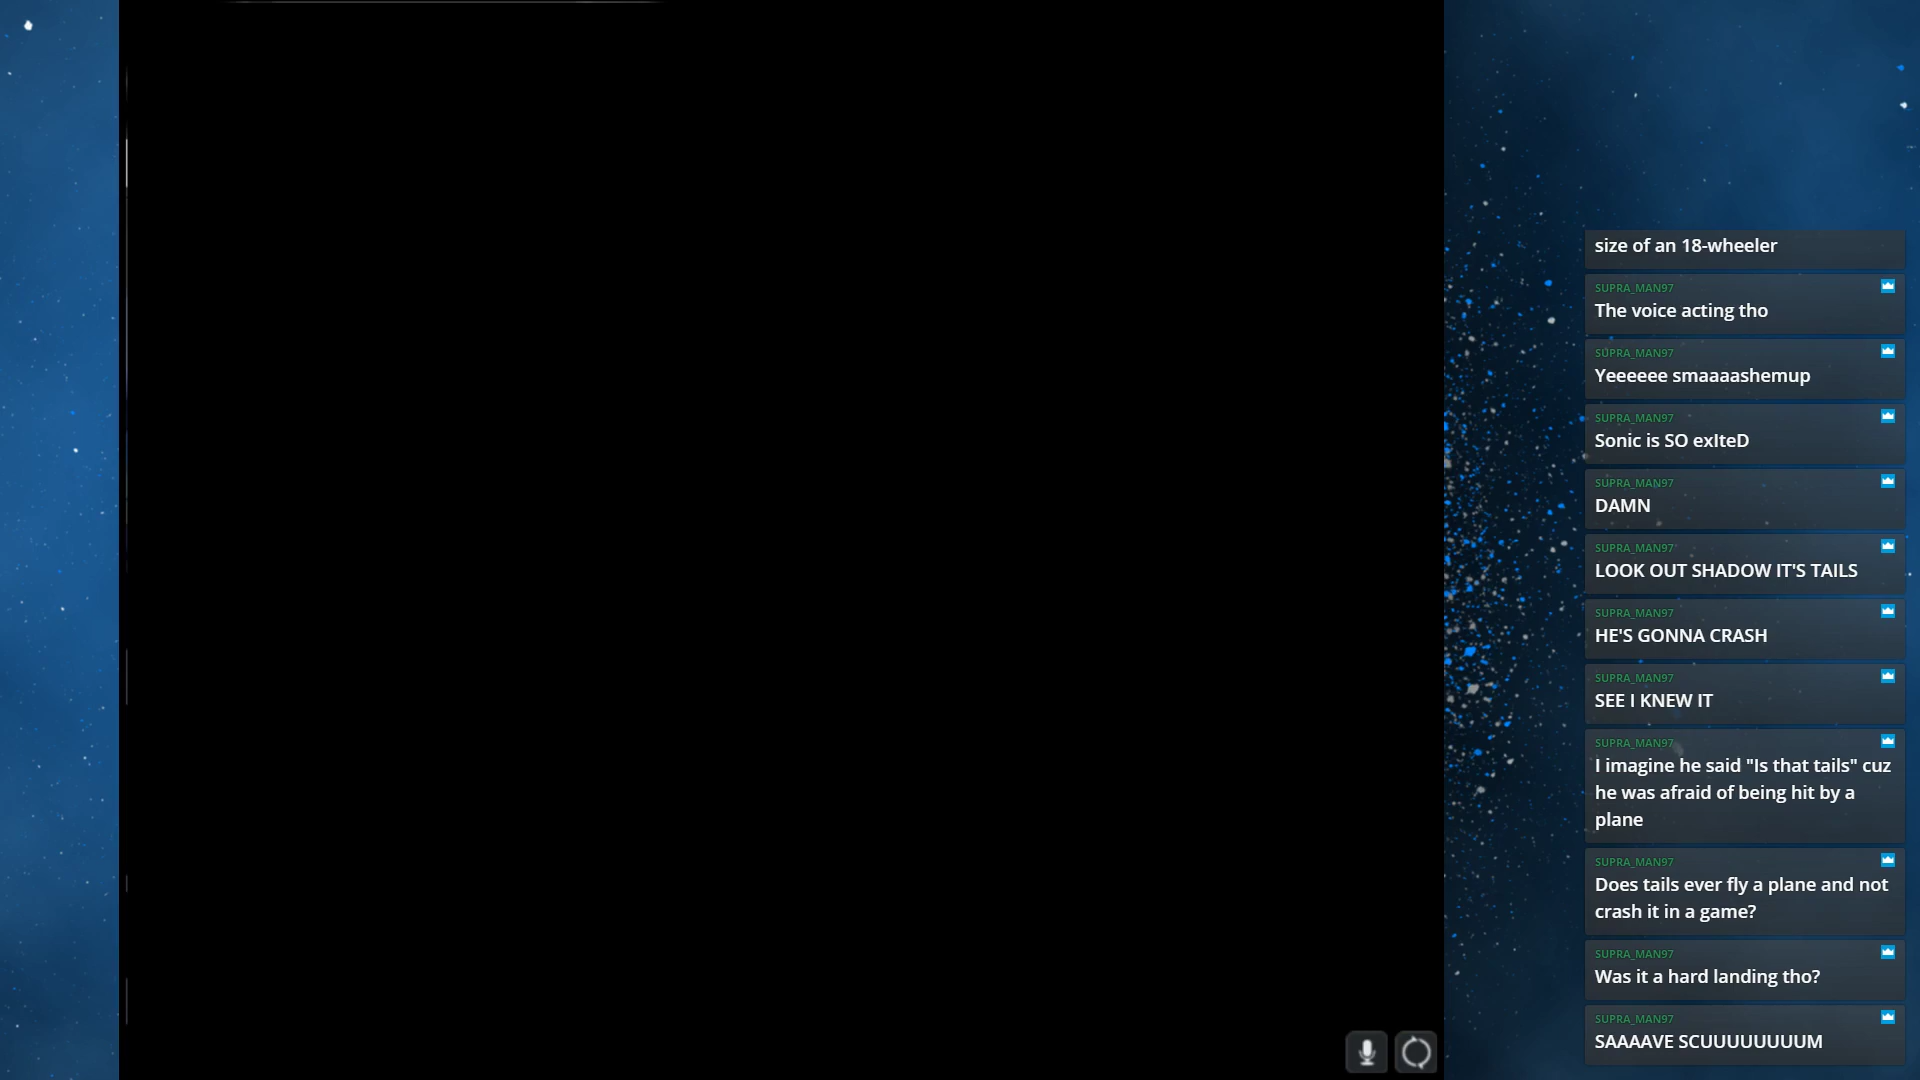 size of an 18-wheeler
SUPRA_MAN97
The voice acting tho
SUPRA_MAN97
Yeeeeee smaaaashemup
SUPRA_MAN97
Sonic is SO exIteD
SUPRA_MAN97
DAMN
SUPRA_MAN97
LOOK OUT SHADOW IT'S TAILS
SUPRA_MAN97
HE'S GONNA CRASH
SUPRA_MAN97
SEE I KNEW IT
SUPRA_MAN97
I imagine he said "Is that tails" cuz
he was afraid of being hit by a
plane
SUPRA_MAN97
Does tails ever fly a plane and not
crash it in a game?
SUPRA_MAN97
Was it a hard landing tho?
SUPRA_MAN97
SAAAAVE SCUUUUUUUUM